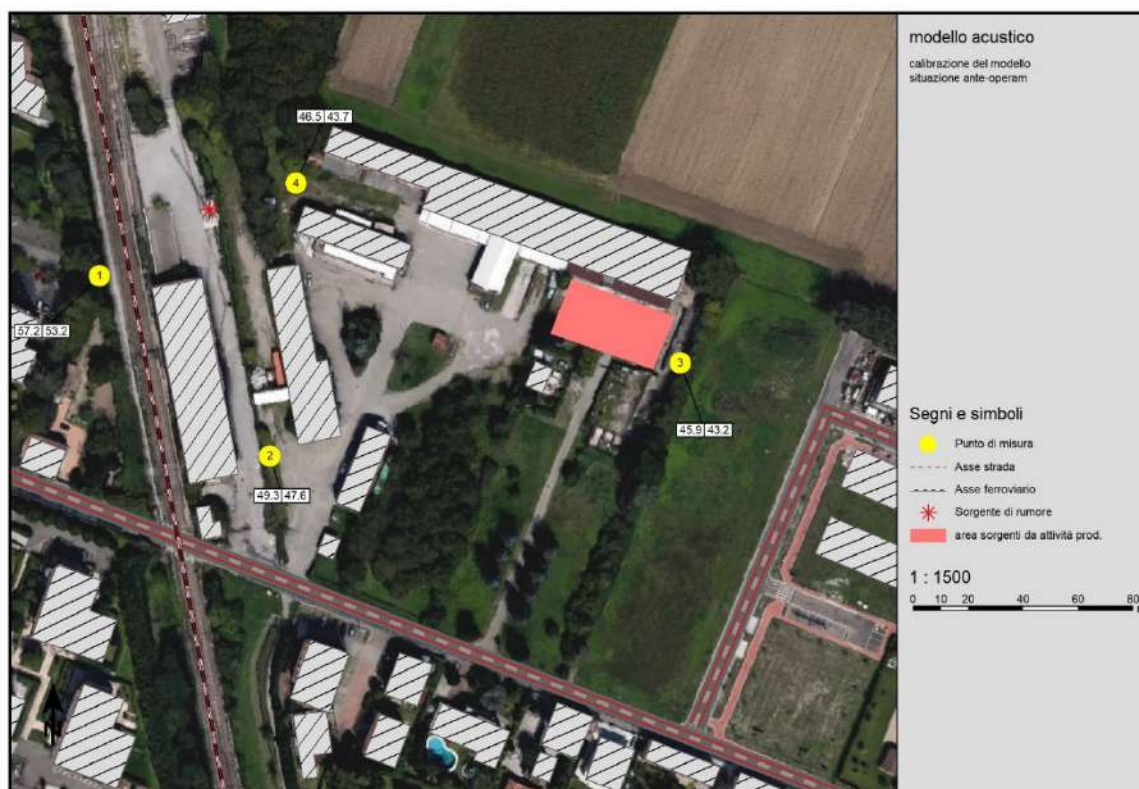 modello acustico
calibrazione del modello
situazione ante-operam
46.5 43.7
4
1
57.2 53.2
3
45.9 43.2
2
49.3 47.6
Segni e simboli
Punto di misura
Asse strada
Asse ferroviario
Sorgente di rumore
area sorgenti da attività prod.
1 : 1500
0 10 20 40 60 80